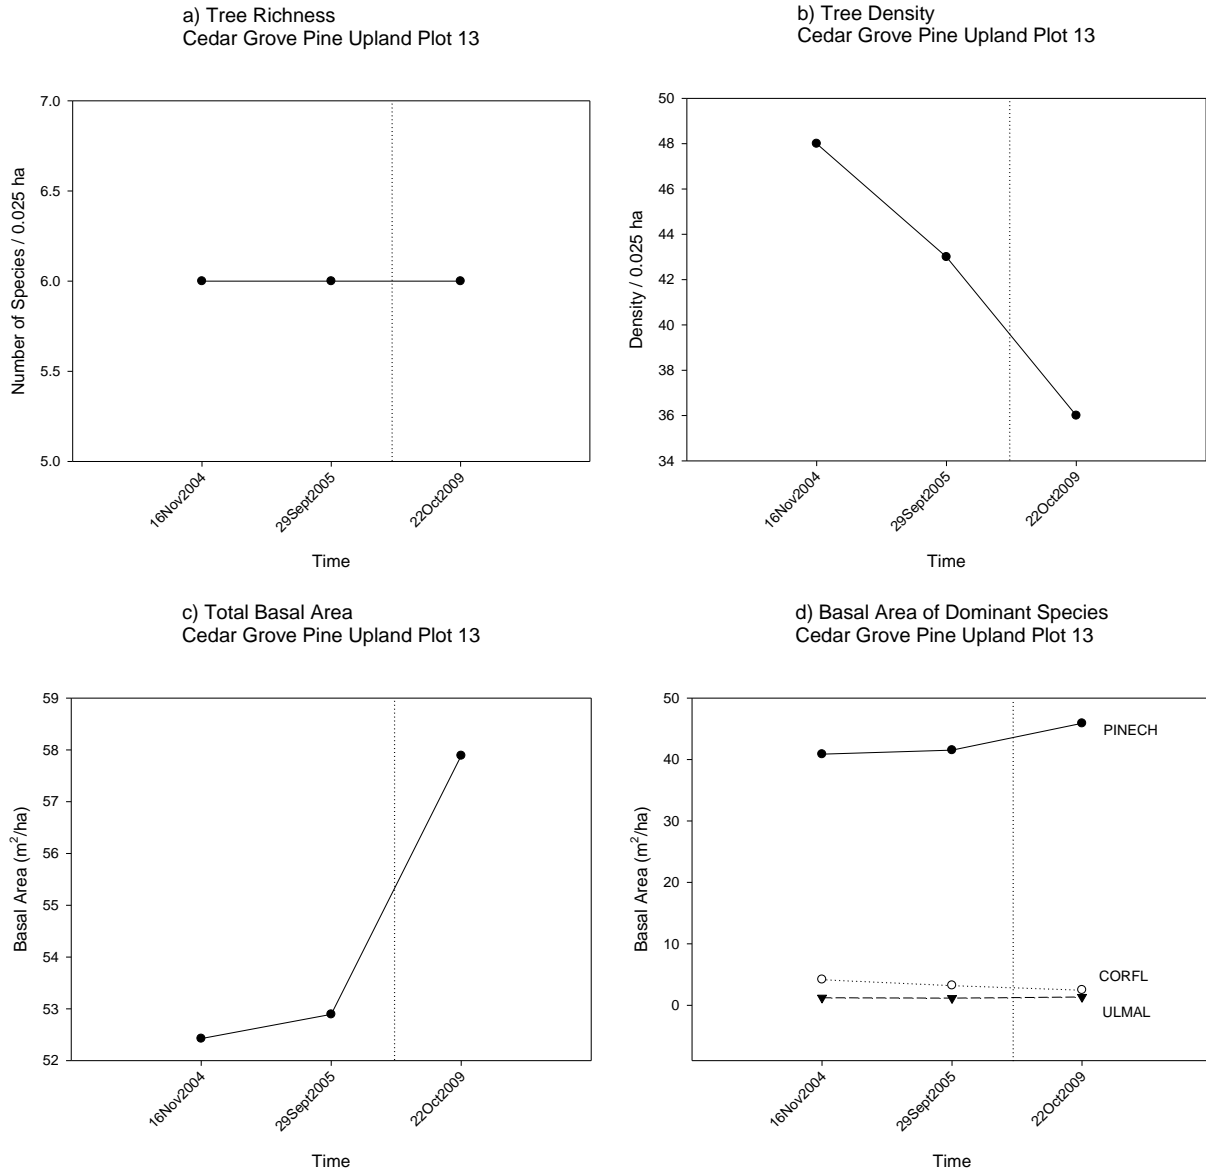 a) Tree Richness
Cedar Grove Pine Upland Plot 13
Number of Species / 0.025 ha
7.0
6.5
6.0
5.5
5.0
16Nov2004
29Sept2005
22Oct2009
Time
b) Tree Density
Cedar Grove Pine Upland Plot 13
Density / 0.025 ha
50
48
46
44
42
40
38
36
34
16Nov2004
29Sept2005
22Oct2009
Time
c) Total Basal Area
Cedar Grove Pine Upland Plot 13
Basal Area (m²/ha)
59
58
57
56
55
54
53
52
16Nov2004
29Sept2005
22Oct2009
Time
d) Basal Area of Dominant Species
Cedar Grove Pine Upland Plot 13
Basal Area (m²/ha)
50
40
30
20
10
0
PINECH
CORFL
ULMAL
16Nov2004
29Sept2005
22Oct2009
Time